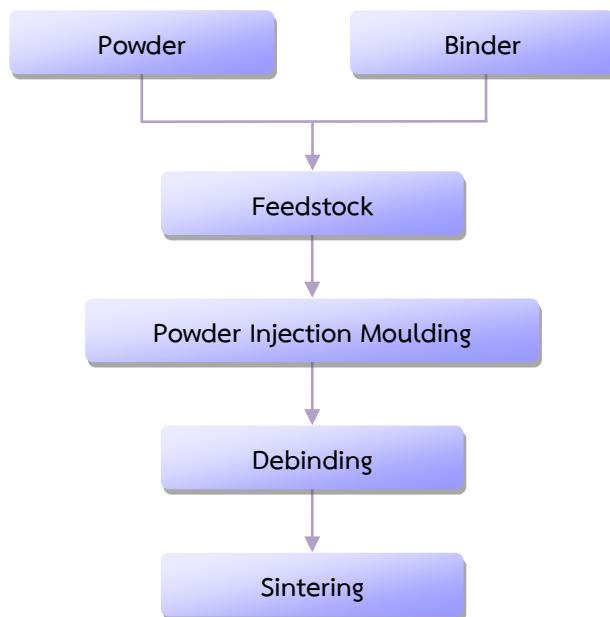 Powder
Binder
Feedstock
Powder Injection Moulding
Debinding
Sintering